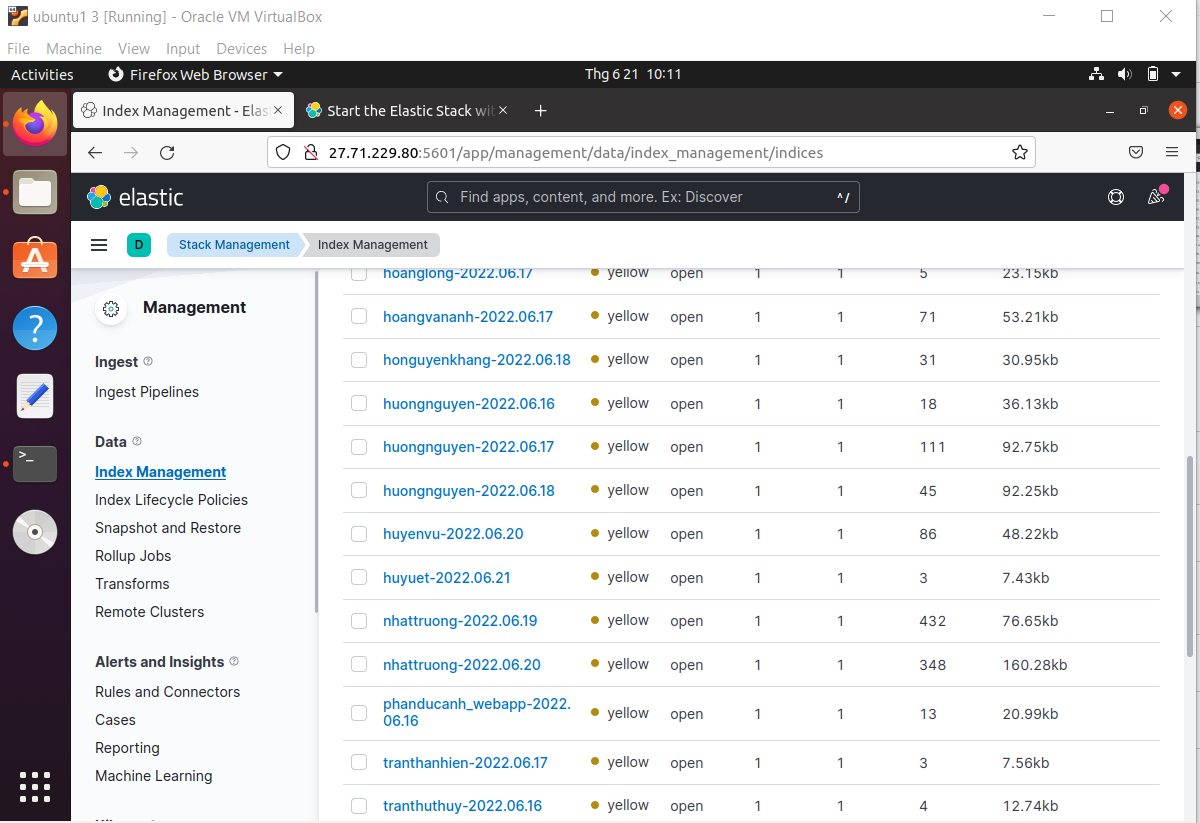 ubuntu1 3 [Running] - Oracle VM VirtualBox
File Machine View Input Devices Help
Activities Firefox Web Browser Thg 6 21 10:11
Index Management - Elas Start the Elastic Stack wit
27.71.229.80:5601/app/management/data/index_management/indices
elastic Find apps, content, and more. Ex: Discover ^/
D Stack Management Index Management
Management
Ingest
Ingest Pipelines
Data
Index Management
Index Lifecycle Policies
Snapshot and Restore
Rollup Jobs
Transforms
Remote Clusters
Alerts and Insights
Rules and Connectors
Cases
Reporting
Machine Learning
hoanglong-2022.06.17 yellow open 1 1 5 23.15kb
hoangvananh-2022.06.17 yellow open 1 1 71 53.21kb
honguyenkhang-2022.06.18 yellow open 1 1 31 30.95kb
huongnguyen-2022.06.16 yellow open 1 1 18 36.13kb
huongnguyen-2022.06.17 yellow open 1 1 111 92.75kb
huongnguyen-2022.06.18 yellow open 1 1 45 92.25kb
huyenvu-2022.06.20 yellow open 1 1 86 48.22kb
huyuet-2022.06.21 yellow open 1 1 3 7.43kb
nhattruong-2022.06.19 yellow open 1 1 432 76.65kb
nhattruong-2022.06.20 yellow open 1 1 348 160.28kb
phanducanh_webapp-2022.
06.16 yellow open 1 1 13 20.99kb
tranthanhien-2022.06.17 yellow open 1 1 3 7.56kb
tranthuthuy-2022.06.16 yellow open 1 1 4 12.74kb